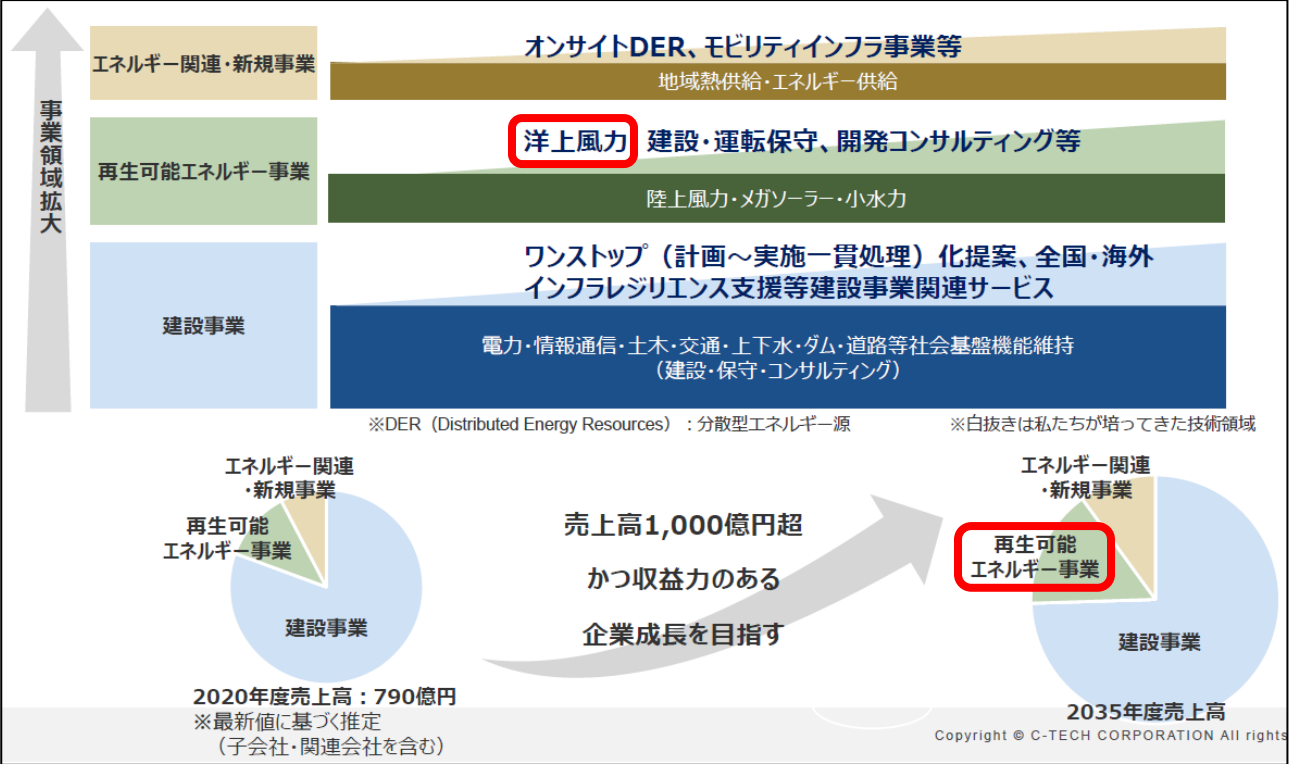 事業領域拡大
エネルギー関連・新規事業
オンサイトDER、モビリティインフラ事業等
地域熱供給・エネルギー供給
再生可能エネルギー事業
洋上風力 建設・運転保守、開発コンサルティング等
陸上風力・メガソーラー・小水力
建設事業
ワンストップ（計画～実施一貫処理）化提案、全国・海外
インフラレジリエンス支援等建設事業関連サービス
電力・情報通信・土木・交通・上下水・ダム・道路等社会基盤機能維持
（建設・保守・コンサルティング）
※DER（Distributed Energy Resources）：分散型エネルギー源
※白抜きは私たちが培ってきた技術領域
エネルギー関連
・新規事業
再生可能
エネルギー事業
建設事業
2020年度売上高：790億円
※最新値に基づく推定
（子会社・関連会社を含む）
売上高1,000億円超
かつ収益力のある
企業成長を目指す
エネルギー関連
・新規事業
再生可能
エネルギー事業
建設事業
2035年度売上高
Copyright © C-TECH CORPORATION All rights